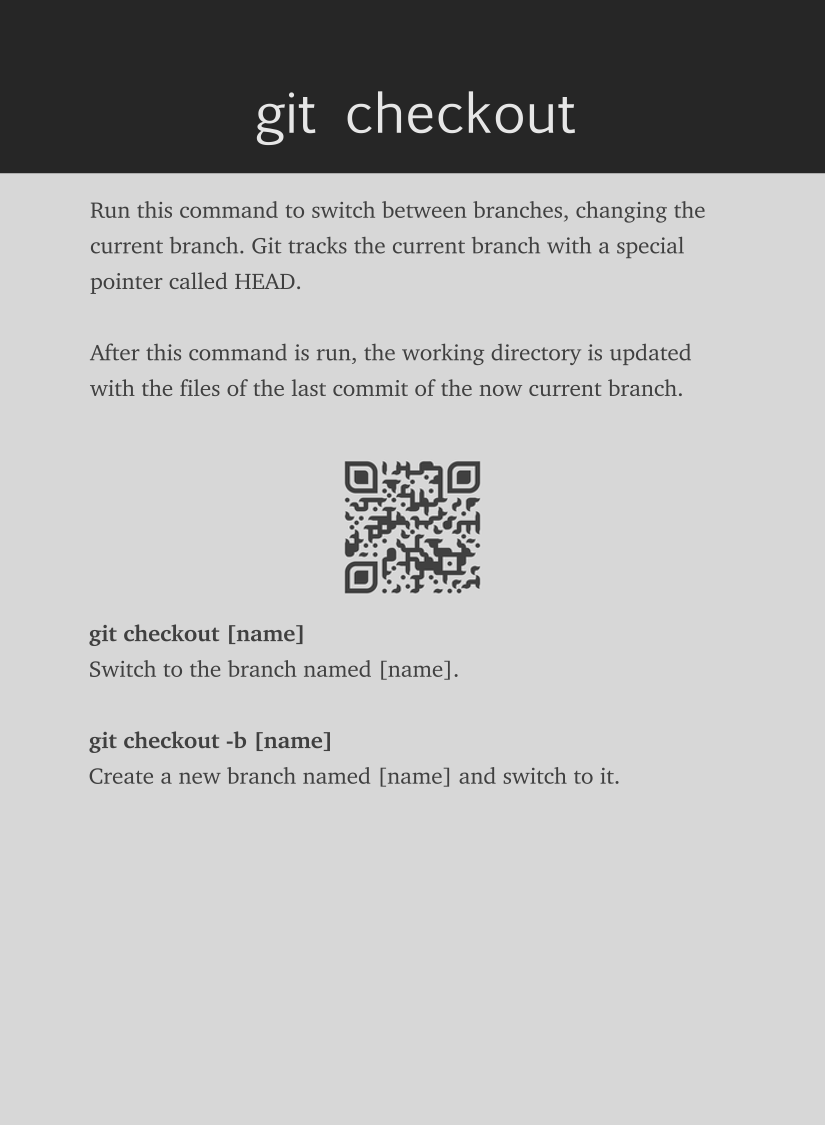 git checkout
Run this command to switch between branches, changing the
current branch. Git tracks the current branch with a special
pointer called HEAD.
After this command is run, the working directory is updated
with the files of the last commit of the now current branch.
git checkout [name]
Switch to the branch named [name].
git checkout -b [name]
Create a new branch named [name] and switch to it.